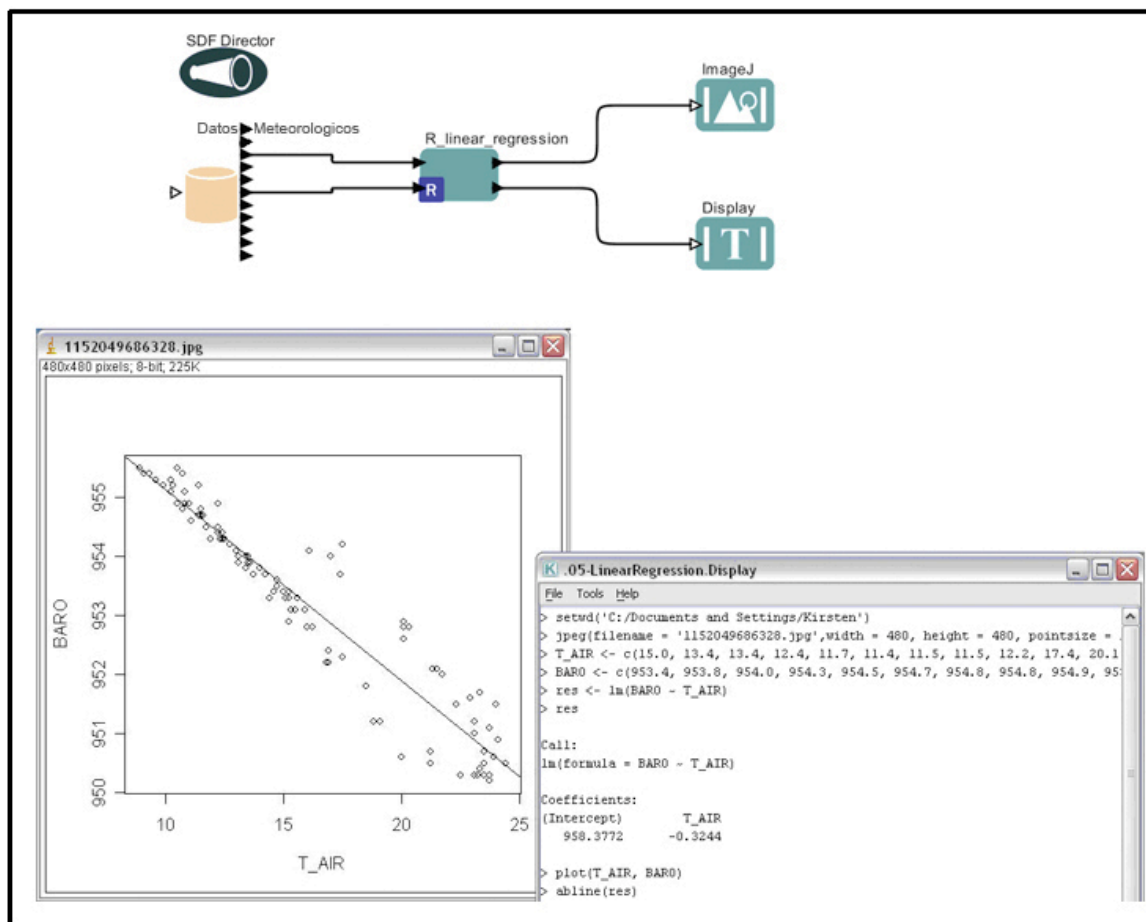 SDF Director
Datos Meteorologicos
R_linear_regression
R
ImageJ
Display
T
1152049686328.jpg
480x480 pixels; 8-bit; 225K
955
954
953
952
951
950
BARO
10 15 20 25
T_AIR
K .05-LinearRegression.Display
File Tools Help
> setwd('C:/Documents and Settings/Kirsten')
> jpeg(filename = '1152049686328.jpg',width = 480, height = 480, pointsize = .
> T_AIR <- c(15.0, 13.4, 13.4, 12.4, 11.7, 11.4, 11.5, 11.5, 12.2, 17.4, 20.1
> BARO <- c(953.4, 953.8, 954.0, 954.3, 954.5, 954.7, 954.8, 954.8, 954.9,
> res <- lm(BARO ~ T_AIR)
> res
Call:
lm(formula = BARO ~ T_AIR)
Coefficients:
(Intercept) T_AIR
958.3772 -0.3244
> plot(T_AIR, BARO)
> abline(res)